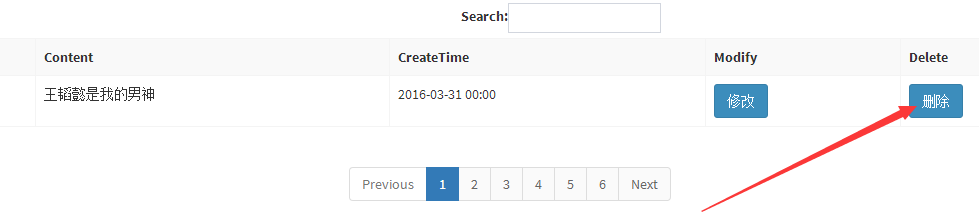 Search:
Content CreateTime Modify Delete
王韬懿是我的男神 2016-03-31 00:00 修改 删除
Previous 1 2 3 4 5 6 Next